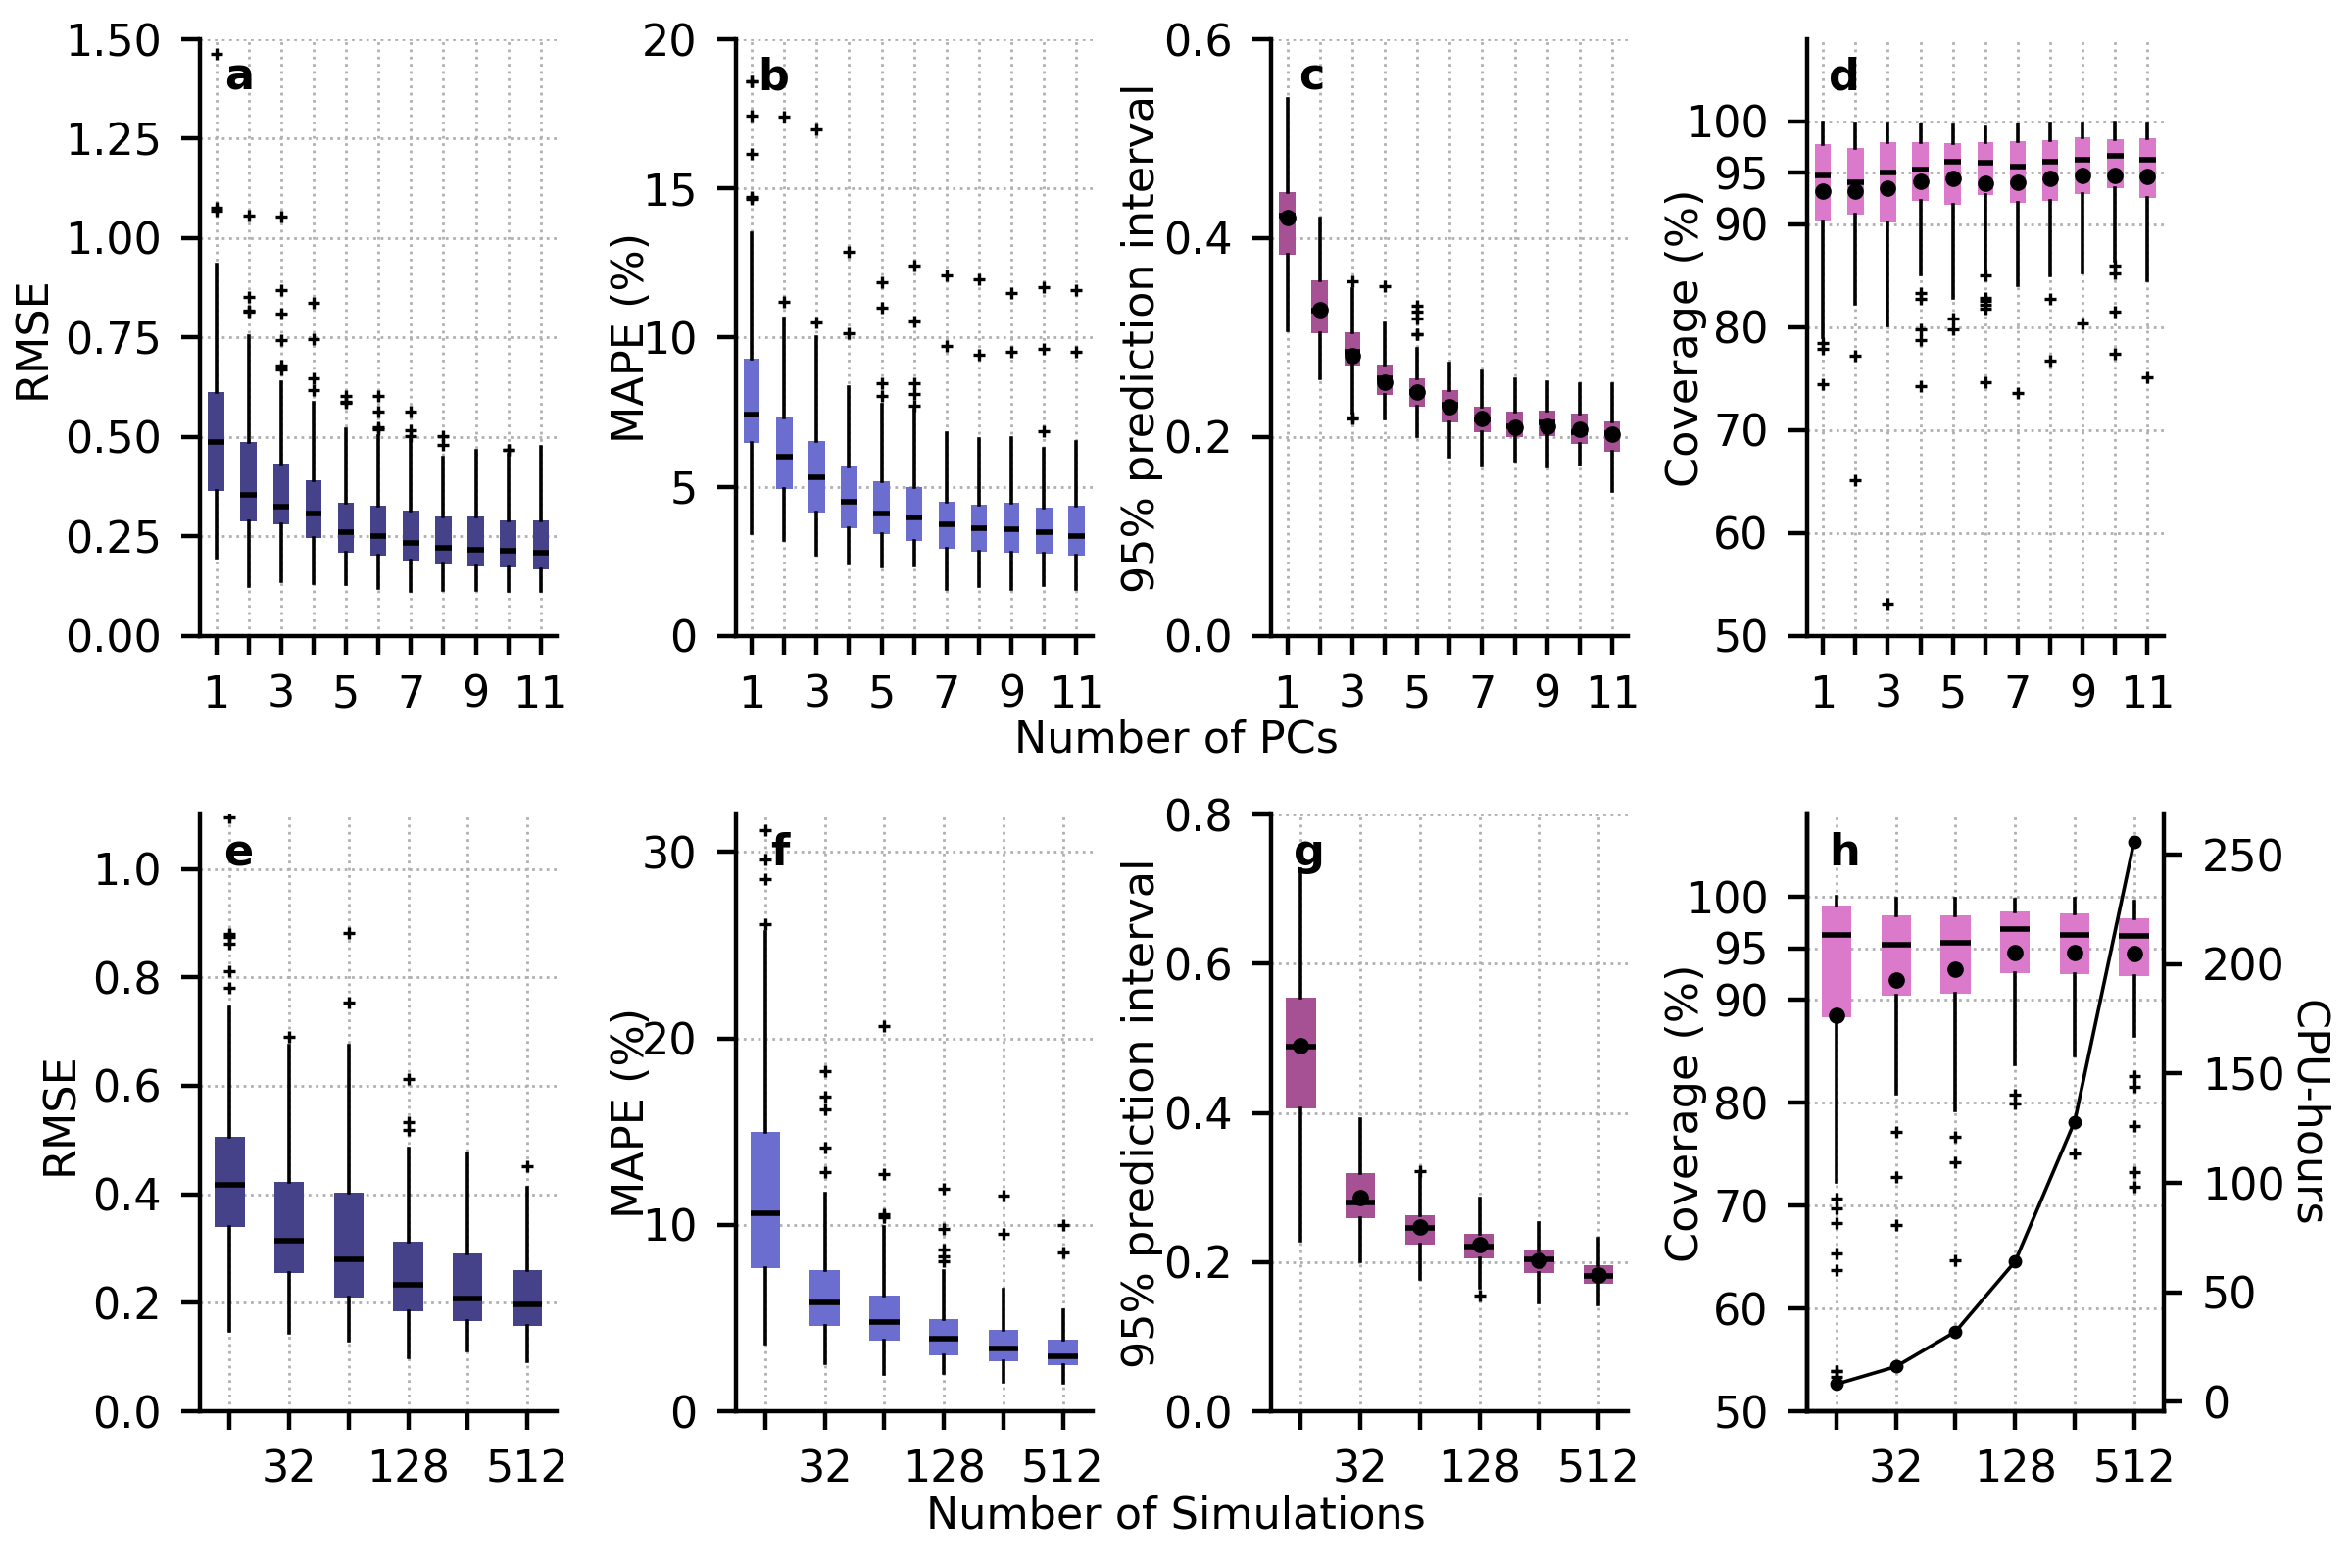 a
RMSE
1.50
1.25
1.00
0.75
0.50
0.25
0.00
1 3 5 7 9 11
b
MAPE (%)
20
15
10
5
0
1 3 5 7 9 11
c
95% prediction interval
0.6
0.4
0.2
0.0
1 3 5 7 9 11
d
Coverage (%)
100
95
90
80
70
60
50
1 3 5 7 9 11
Number of PCs
e
RMSE
1.0
0.8
0.6
0.4
0.2
0.0
32 128 512
f
MAPE (%)
30
20
10
0
32 128 512
g
95% prediction interval
0.8
0.6
0.4
0.2
0.0
32 128 512
h
Coverage (%)
100
95
90
80
70
60
50
32 128 512
250
200
150
100
50
0
CPU-hours
Number of Simulations